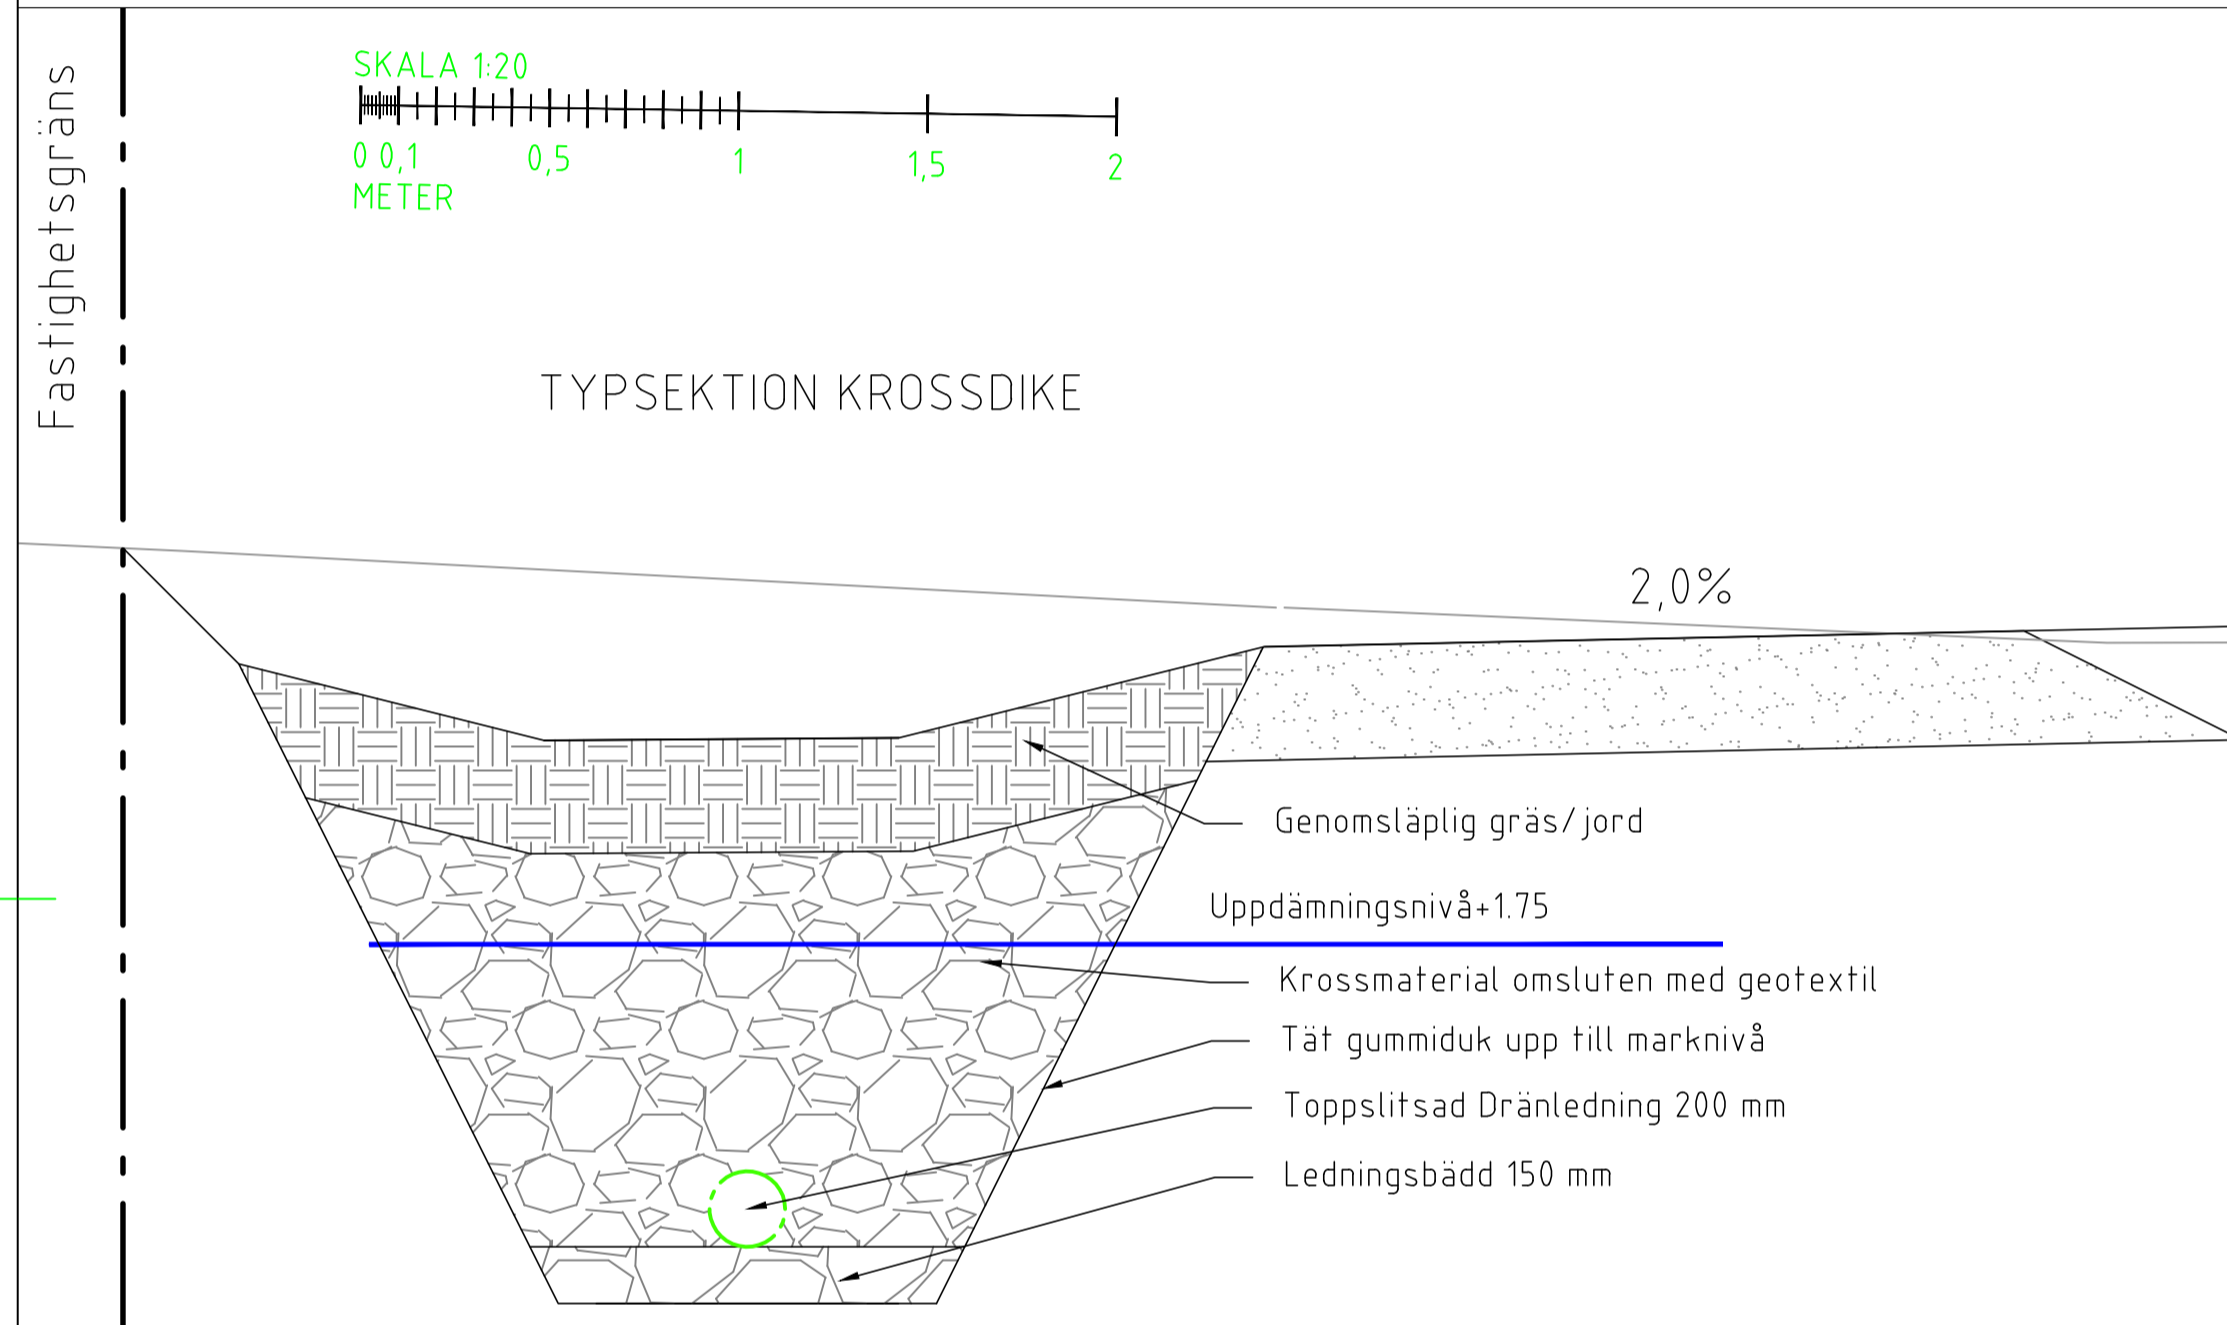 Fastighetsgräns
SKALA 1:20
0 0,1 0,5 1 1,5 2
METER
TYPSEKTION KROSSDIKE
2,0%
Genomsläplig gräs/jord
Uppdämningsnivå+1.75
Krossmaterial omsluten med geotextil
Tät gummiduk upp till marknivå
Toppslitsad Dränledning 200 mm
Ledningsbädd 150 mm